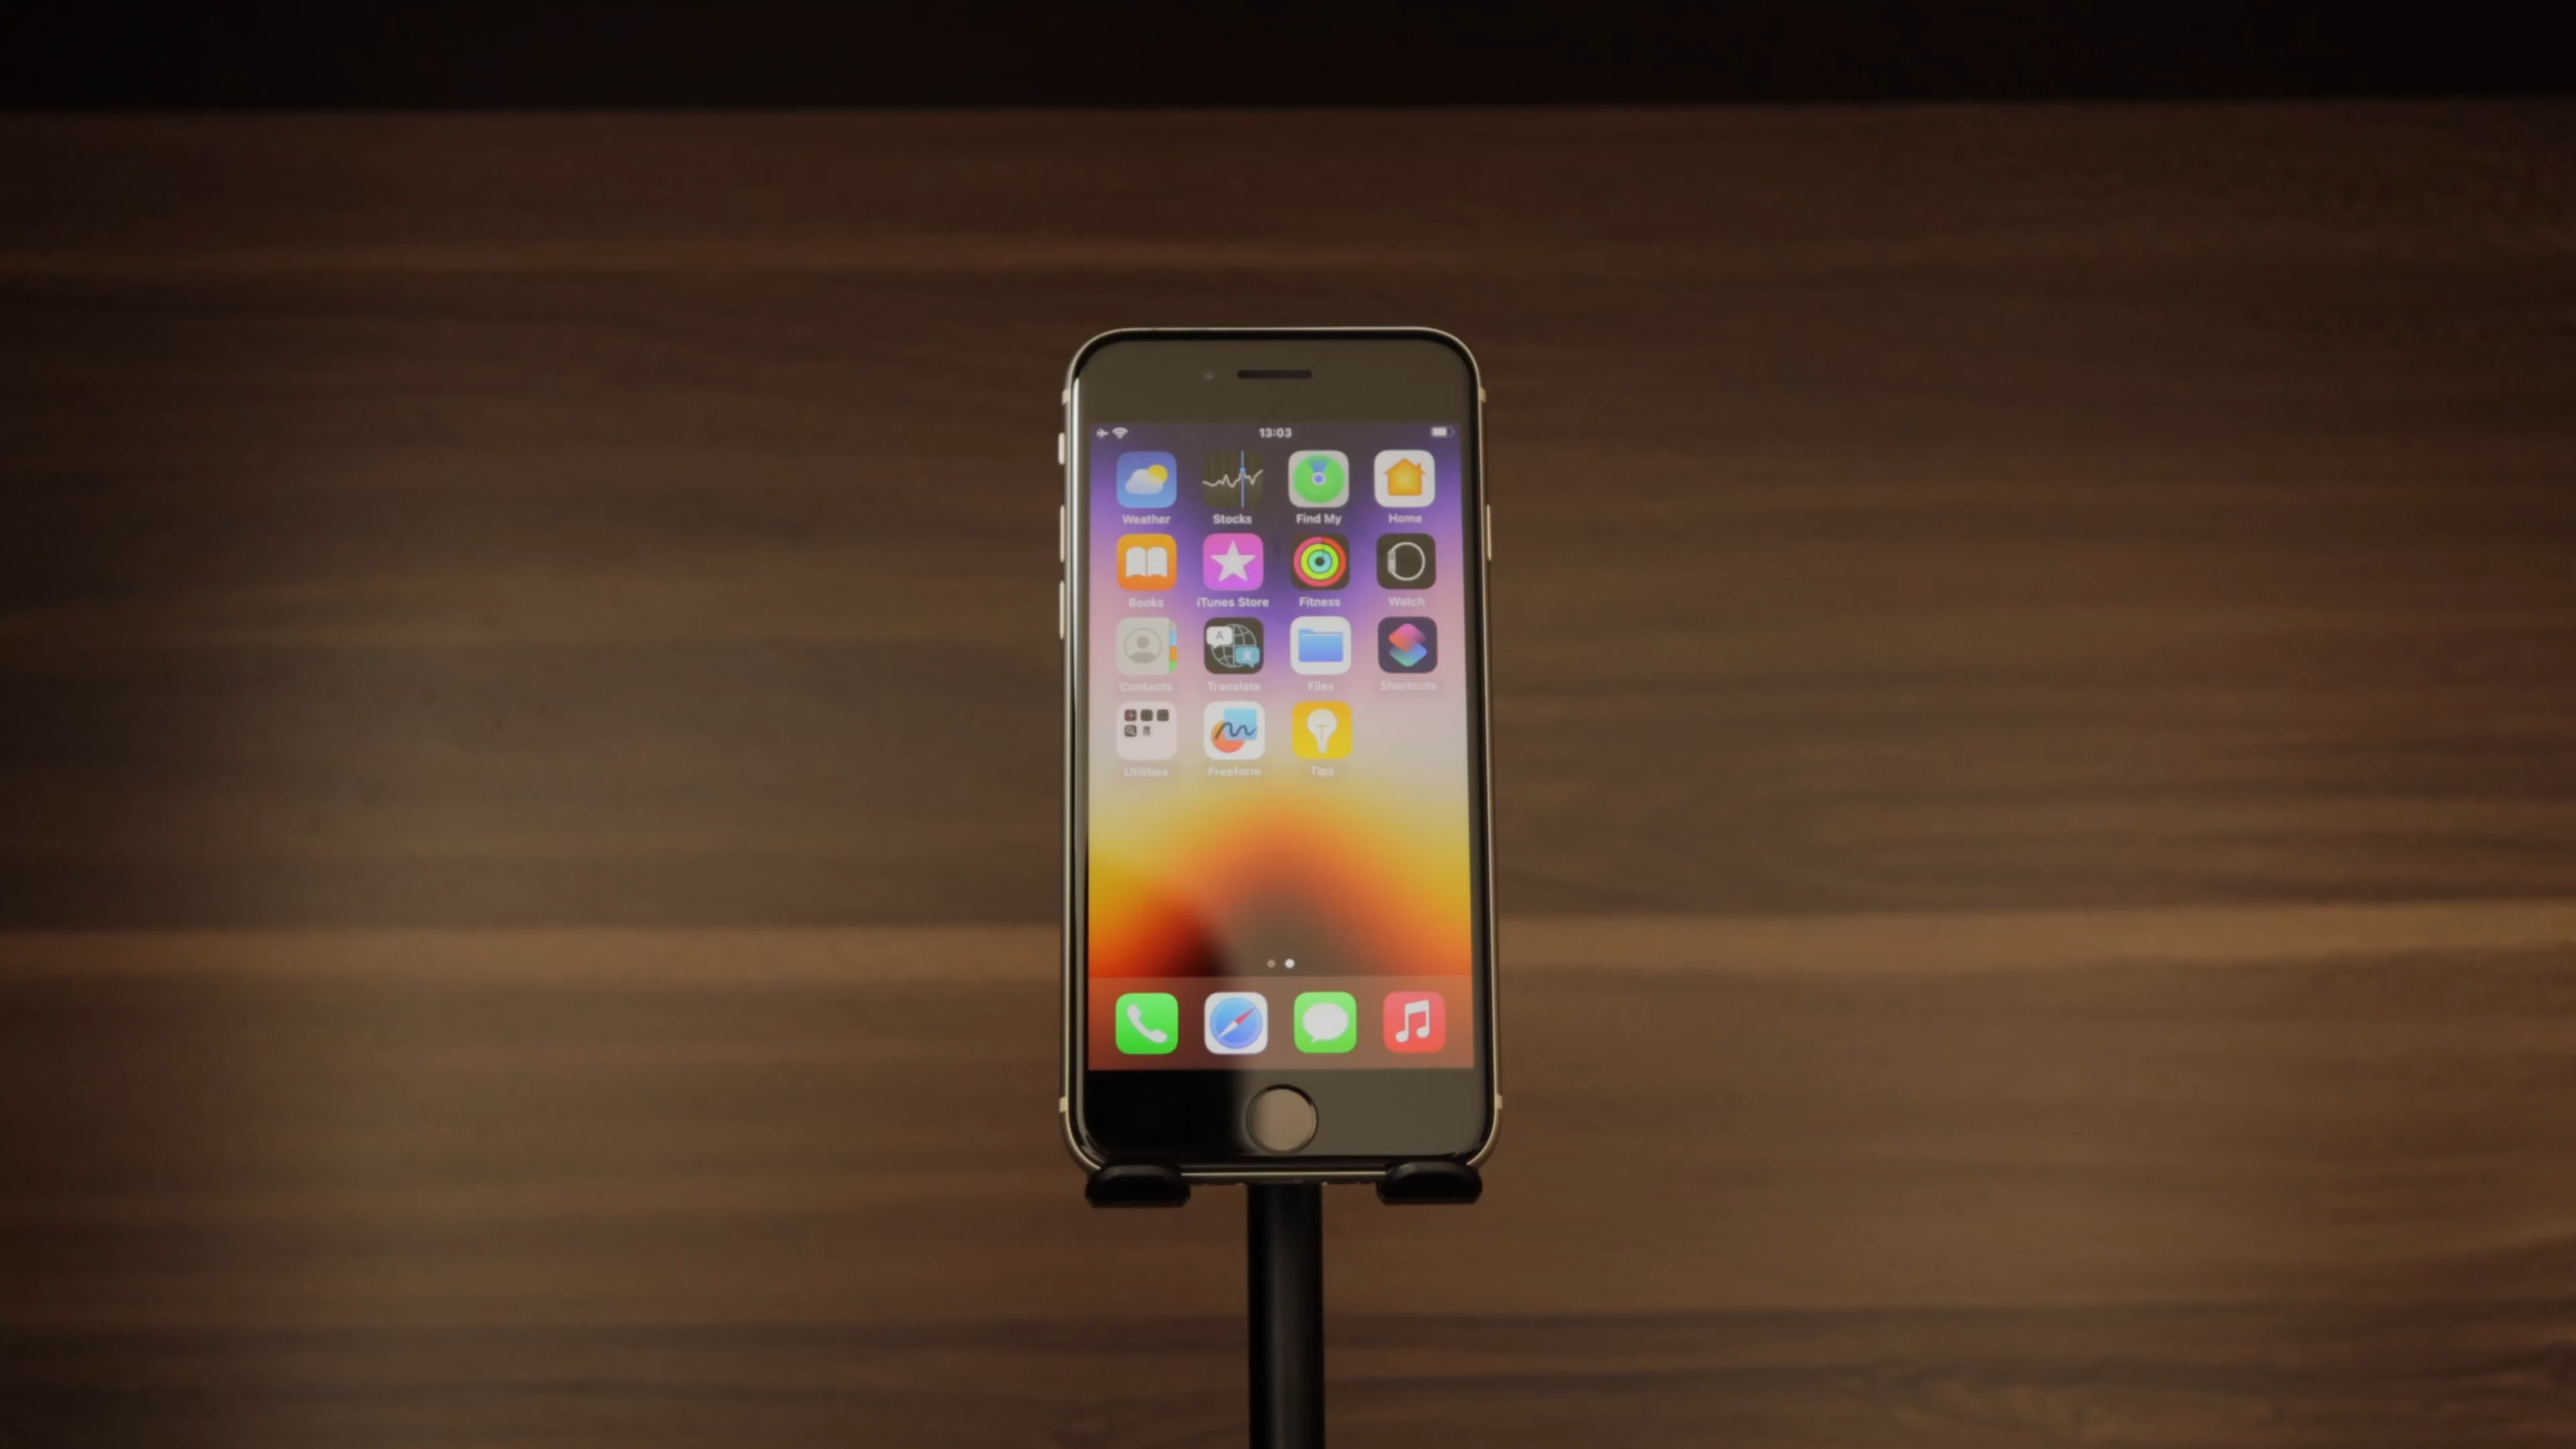 13:03
Weather Stocks Find My Home
Books iTunes Store Fitness Watch
Contacts Translate Files Shortcuts
Utilities Freeform Tips